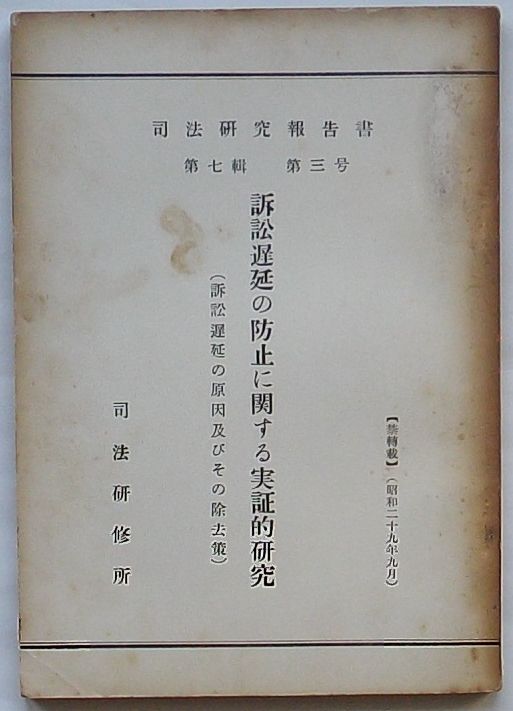 司法研究報告書
第七輯　第三号
【禁轉載】（昭和二十九年九月）
訴訟遅延の防止に関する実証的研究
（訴訟遅延の原因及びその除去策）
司法研修所